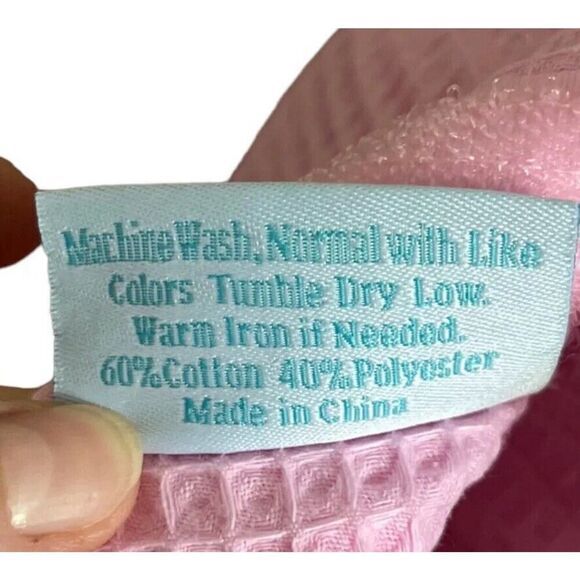 Machine Wash, Normal with Like
Colors Tumble Dry Low.
Warm Iron if Needed.
60%Cotton 40%Polyester
Made in China